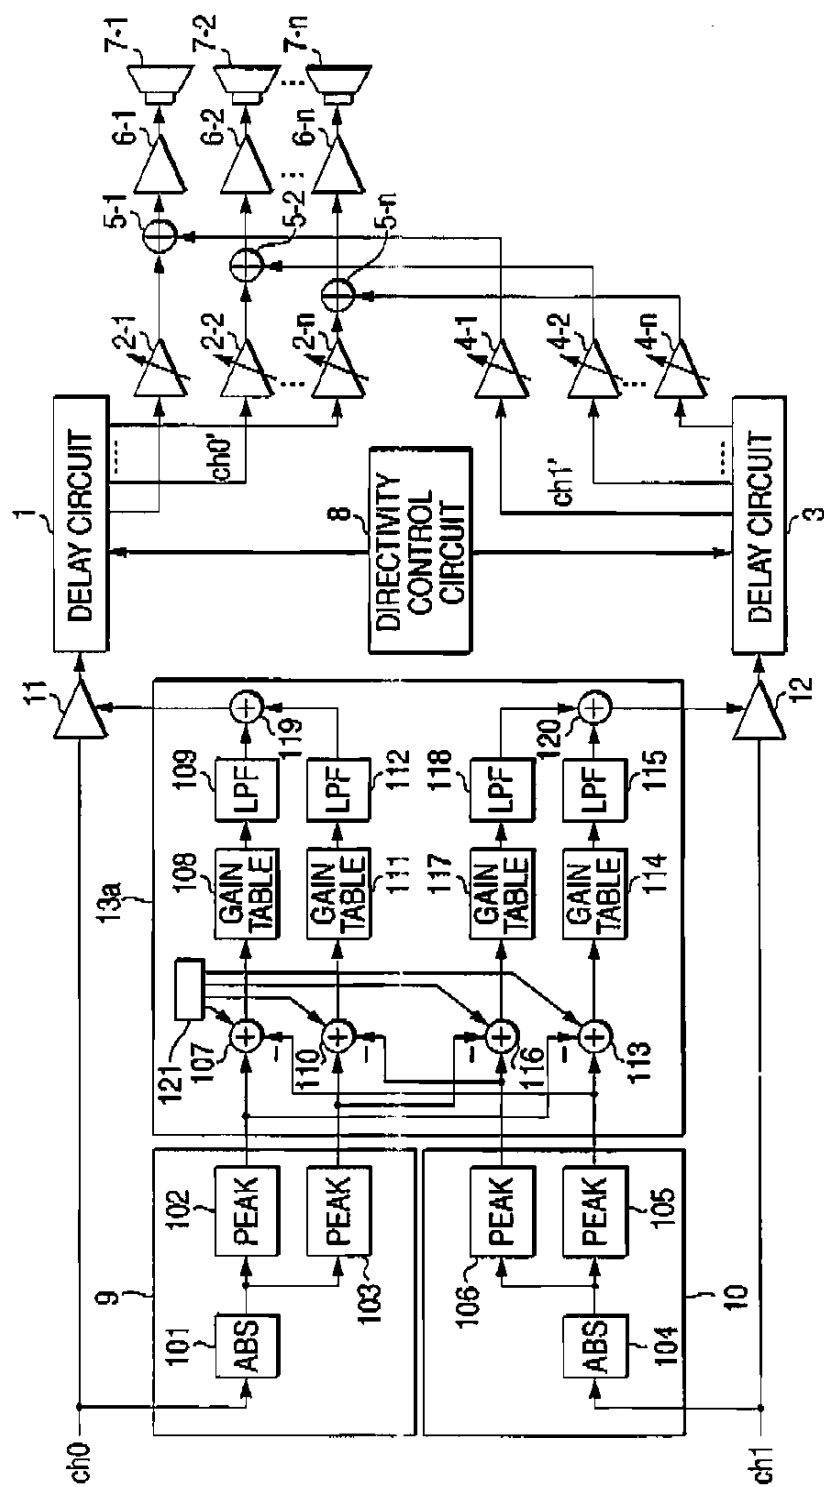 ch0
9
101
ABS
102
PEAK
PEAK
103
104
ABS
105
PEAK
PEAK
106
10
ch1
13a
121
107
110
116
113
108
GAIN
TABLE
GAIN
TABLE
111
117
GAIN
TABLE
GAIN
TABLE
114
109
LPF
LPF
112
118
LPF
LPF
115
119
120
11
12
1
DELAY CIRCUIT
8
DIRECTIVITY
CONTROL
CIRCUIT
DELAY CIRCUIT
3
ch0'
ch1'
2-1
2-2
2-n
4-1
4-2
4-n
5-1
5-2
5-n
6-1
6-2
6-n
7-1
7-2
7-n